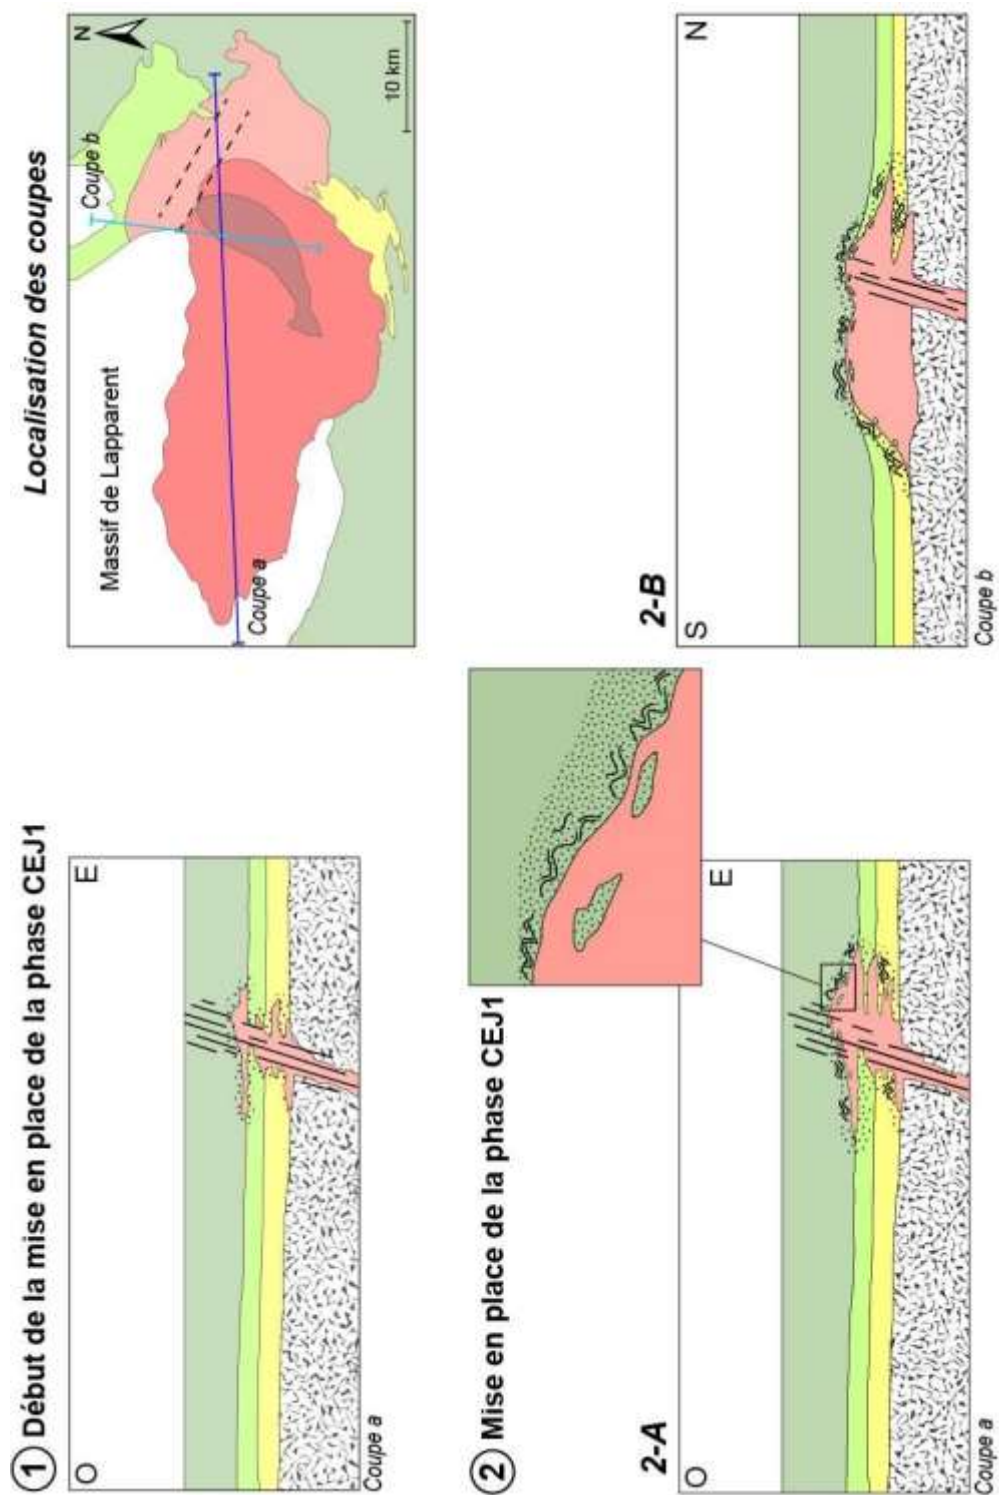 1 Début de la mise en place de la phase CEJ1
O
E
Coupe a
Localisation des coupes
Massif de Lapparent
N
Coupe b
Coupe a
10 km
2 Mise en place de la phase CEJ1
2-A
O
E
Coupe a
2-B
S
N
Coupe b